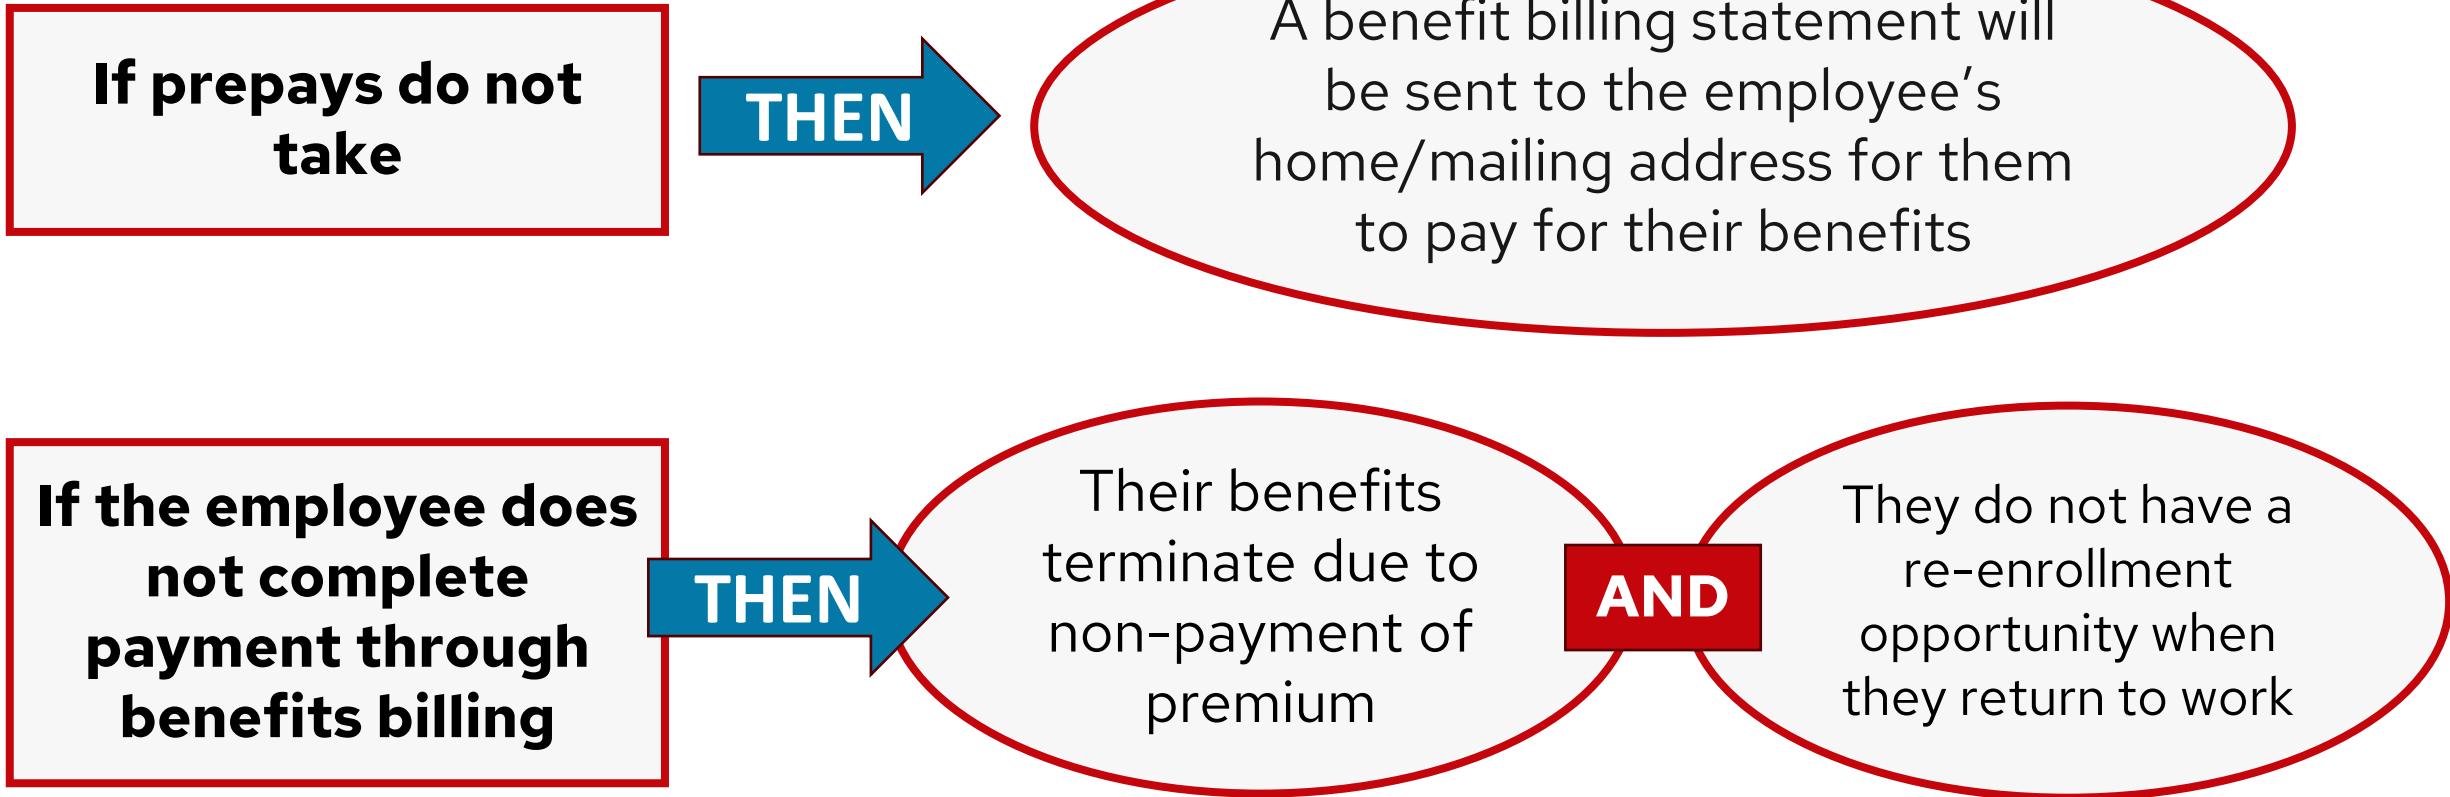 If prepays do not
take
THEN
A benefit billing statement will
be sent to the employee’s
home/mailing address for them
to pay for their benefits
If the employee does
not complete
payment through
benefits billing
THEN
Their benefits
terminate due to
non-payment of
premium
AND
They do not have a
re-enrollment
opportunity when
they return to work